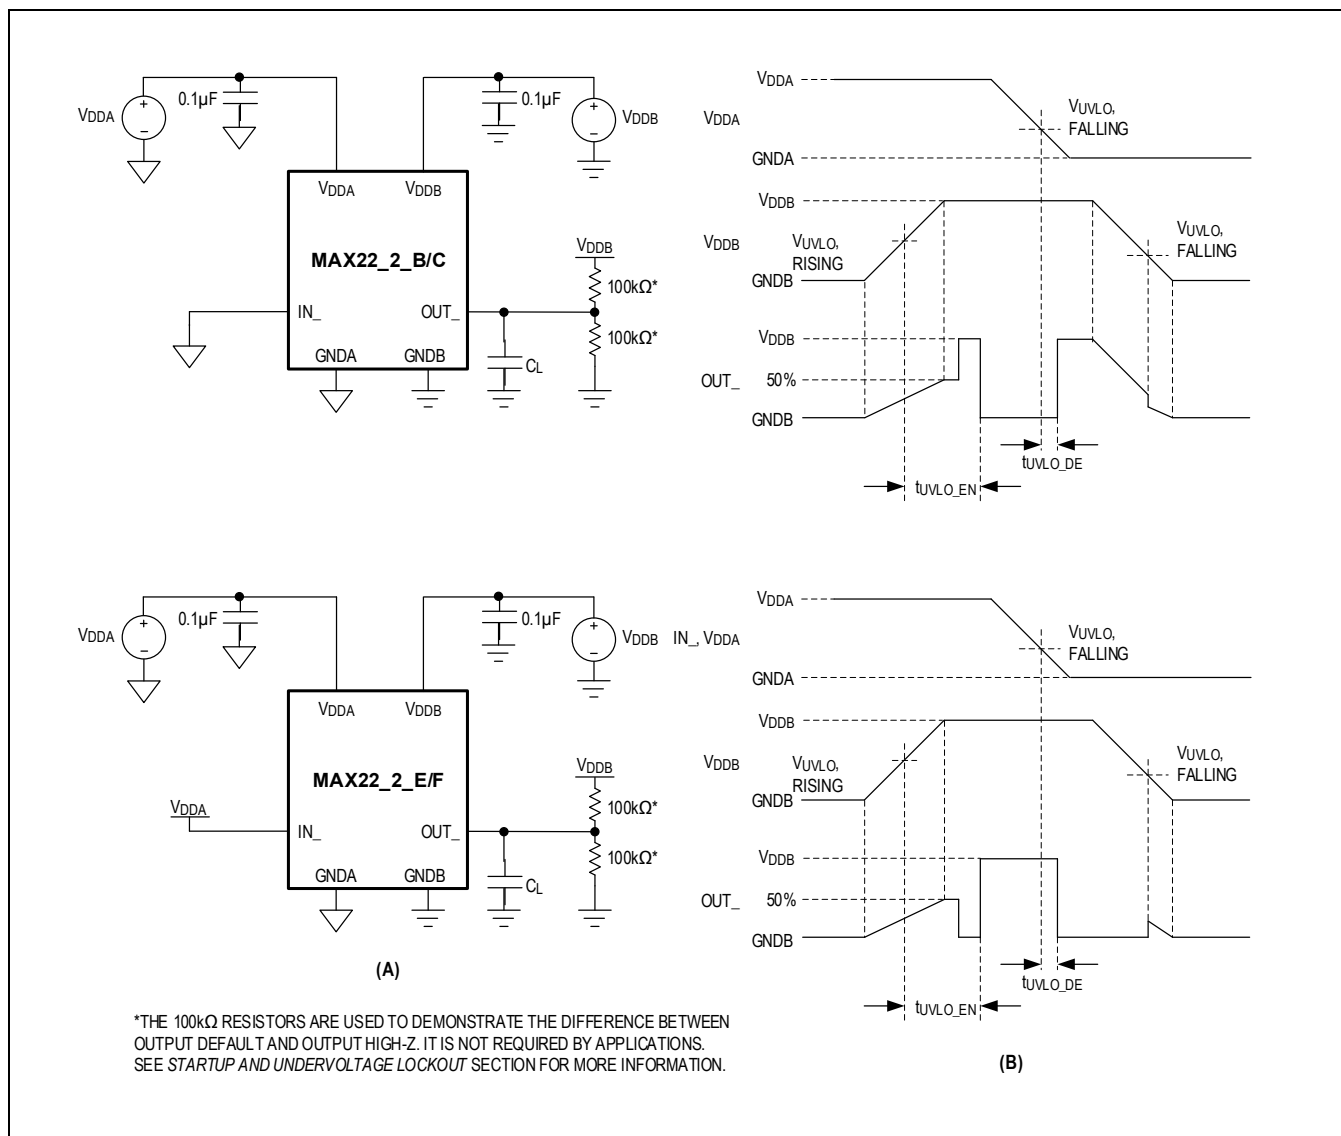 VDDA
0.1µF
0.1µF
VDDB
VDDA
VDDB
MAX22_2_B/C
IN_
OUT_
GNDA
GNDB
VDDB
100kΩ*
100kΩ*
CL
VDDA
VDDA
GNDA
VUVLO,
FALLING
VDDB
VDDB
GNDB
VUVLO,
RISING
VUVLO,
FALLING
VDDB
OUT_
50%
GNDB
tUVLO_DE
tUVLO_EN
VDDA
0.1µF
0.1µF
VDDB
VDDA
VDDB
MAX22_2_E/F
VDDA
IN_
OUT_
GNDA
GNDB
VDDB
100kΩ*
100kΩ*
CL
(A)
VDDA
IN_, VDDA
GNDA
VUVLO,
FALLING
VDDB
VDDB
GNDB
VUVLO,
RISING
VUVLO,
FALLING
VDDB
OUT_
50%
GNDB
tUVLO_DE
tUVLO_EN
(B)
*THE 100kΩ RESISTORS ARE USED TO DEMONSTRATE THE DIFFERENCE BETWEEN
OUTPUT DEFAULT AND OUTPUT HIGH-Z. IT IS NOT REQUIRED BY APPLICATIONS.
SEE STARTUP AND UNDERVOLTAGE LOCKOUT SECTION FOR MORE INFORMATION.